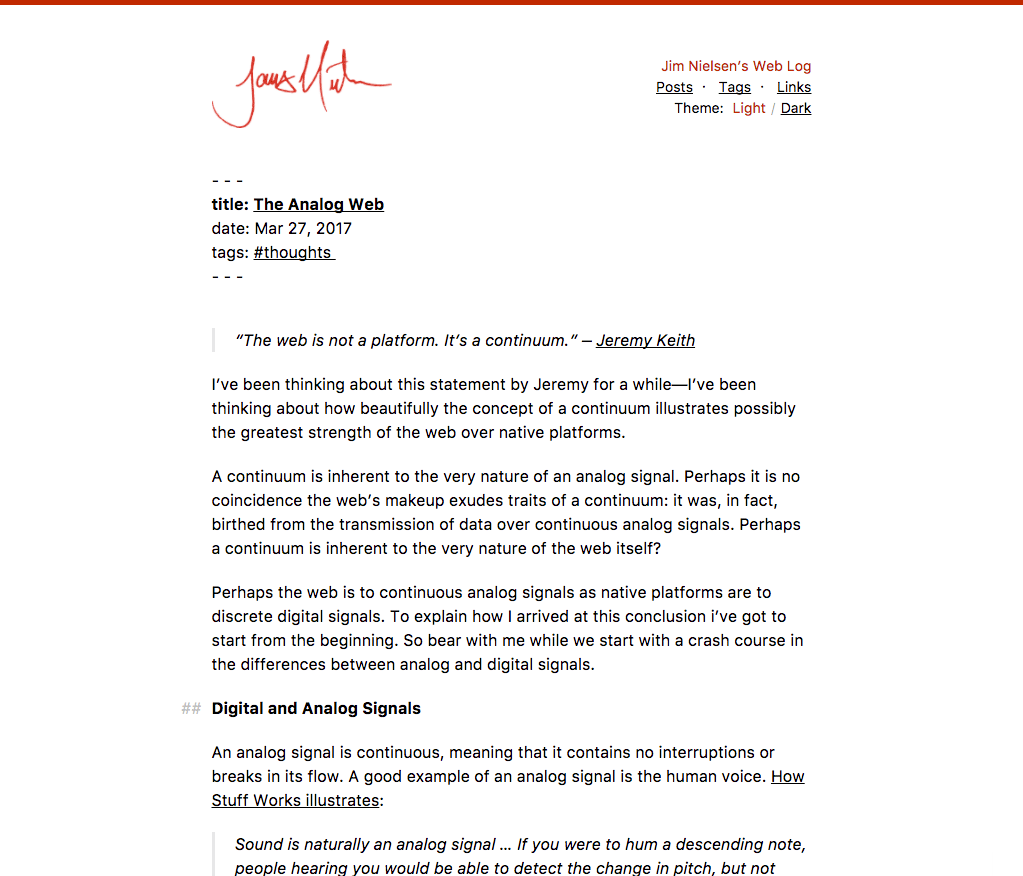 Jim Nielsen’s Web Log
Posts · Tags · Links
Theme: Light / Dark
- - -
title: The Analog Web
date: Mar 27, 2017
tags: #thoughts
- - -
“The web is not a platform. It’s a continuum.” — Jeremy Keith
I’ve been thinking about this statement by Jeremy for a while—I’ve been
thinking about how beautifully the concept of a continuum illustrates possibly
the greatest strength of the web over native platforms.
A continuum is inherent to the very nature of an analog signal. Perhaps it is no
coincidence the web’s makeup exudes traits of a continuum: it was, in fact,
birthed from the transmission of data over continuous analog signals. Perhaps
a continuum is inherent to the very nature of the web itself?
Perhaps the web is to continuous analog signals as native platforms are to
discrete digital signals. To explain how I arrived at this conclusion i’ve got to
start from the beginning. So bear with me while we start with a crash course in
the differences between analog and digital signals.
## Digital and Analog Signals
An analog signal is continuous, meaning that it contains no interruptions or
breaks in its flow. A good example of an analog signal is the human voice. How
Stuff Works illustrates:
Sound is naturally an analog signal … If you were to hum a descending note,
people hearing you would be able to detect the change in pitch, but not